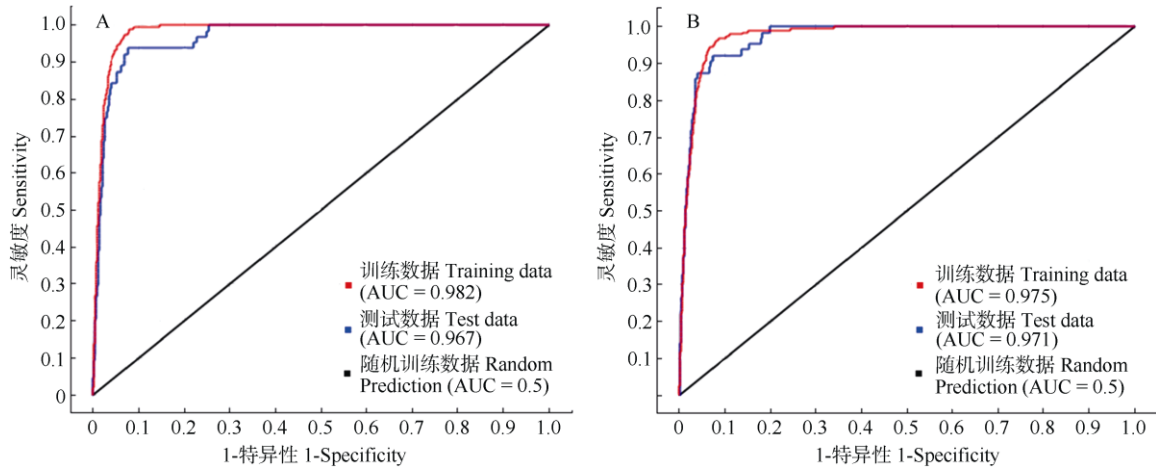 A
灵敏度 Sensitivity
1.0
0.9
0.8
0.7
0.6
0.5
0.4
0.3
0.2
0.1
0
训练数据 Training data
(AUC = 0.982)
测试数据 Test data
(AUC = 0.967)
随机训练数据 Random
Prediction (AUC = 0.5)
0 0.1 0.2 0.3 0.4 0.5 0.6 0.7 0.8 0.9 1.0
1-特异性 1-Specificity
B
灵敏度 Sensitivity
1.0
0.9
0.8
0.7
0.6
0.5
0.4
0.3
0.2
0.1
训练数据 Training data
(AUC = 0.975)
测试数据 Test data
(AUC = 0.971)
随机训练数据 Random
Prediction (AUC = 0.5)
0 0.1 0.2 0.3 0.4 0.5 0.6 0.7 0.8 0.9 1.0
1-特异性 1-Specificity